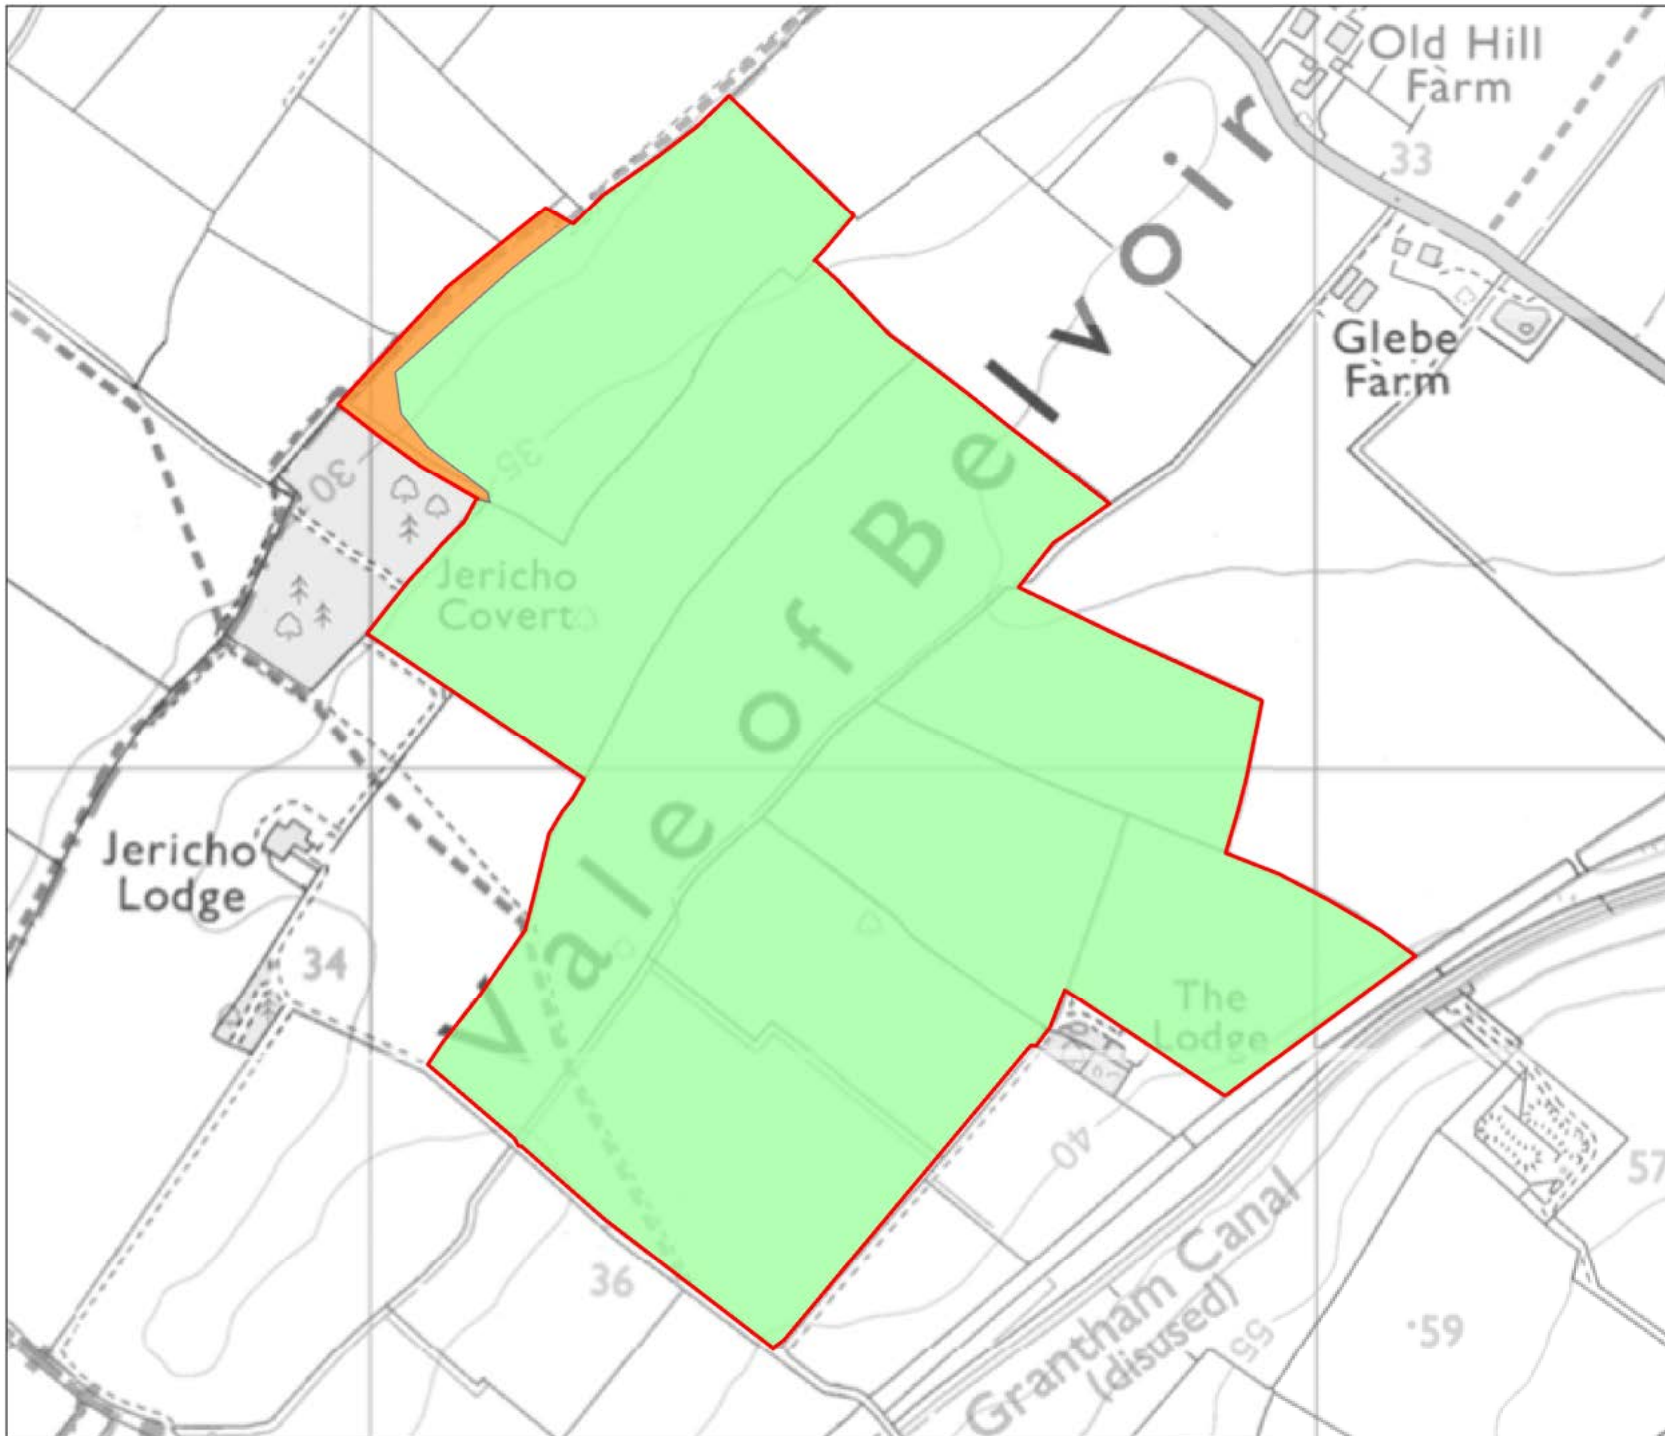 Old Hill
Farm
33
Vale of Belvoir
Glebe
Farm
30
35
Jericho
Covert
Jericho
Lodge
34
The
Lodge
40
57
36
Grantham Canal
(disused)
55
59